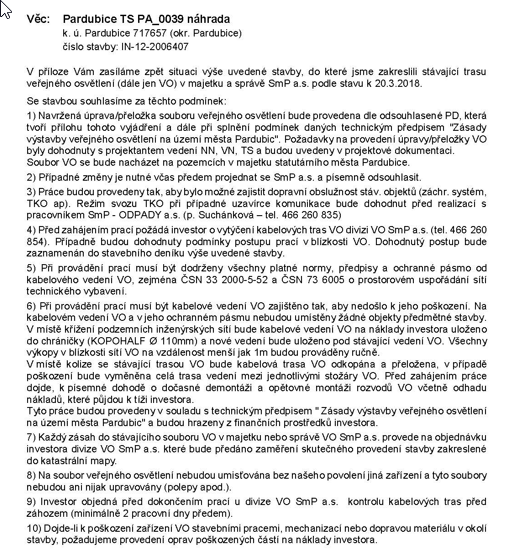 Věc: Pardubice TS PA_0039 náhrada
k. ú. Pardubice 717657 (okr. Pardubice)
číslo stavby: IN-12-2006407
V příloze Vám zasíláme zpět situaci výše uvedené stavby, do které jsme zakreslili stávající trasu
veřejného osvětlení (dále jen VO) v majetku a správě SmP a.s. podle stavu k 20.3.2018.
Se stavbou souhlasíme za těchto podmínek:
1) Navržená úprava/přeložka souboru veřejného osvětlení bude provedena dle odsouhlasené PD, která
tvoří přílohu tohoto vyjádření a dále při splnění podmínek daných technickým předpisem "Zásady
výstavby veřejného osvětlení na území města Pardubic". Požadavky na provedení úpravy/přeložky VO
byly dohodnuty s projektantem vedení NN, VN, TS a budou uvedeny v projektové dokumentaci.
Soubor VO se bude nacházet na pozemcích v majetku statutárního města Pardubice.
2) Případné změny je nutné včas předem projednat se SmP a.s. a písemně odsouhlasit.
3) Práce budou provedeny tak, aby bylo možné zajistit dopravní obslužnost stáv. objektů (záchr. systém,
TKO ap). Režim svozu TKO při případné uzavírce komunikace bude dohodnut před realizací s
pracovníkem SmP - ODPADY a.s. (p. Suchánková – tel. 466 260 835)
4) Před zahájením prací požádá investor o vytýčení kabelových tras VO divizi VO SmP a.s. (tel. 466 260
854). Případně budou dohodnuty podmínky postupu prací v blízkosti VO. Dohodnutý postup bude
zaznamenán do stavebního deníku výše uvedené stavby.
5) Při provádění prací musí být dodrženy všechny platné normy, předpisy a ochranné pásmo od
kabelového vedení VO, zejména ČSN 33 2000-5-52 a ČSN 73 6005 o prostorovém uspořádání sítí
technického vybavení.
6) Při provádění prací musí být kabelové vedení VO zajištěno tak, aby nedošlo k jeho poškození. Na
kabelovém vedení VO a v jeho ochranném pásmu nebudou umístěny žádné objekty předmětné stavby.
V místě křížení podzemních inženýrských sítí bude kabelové vedení VO na náklady investora uloženo
do chráničky (KOPOHALF Ø 110mm) a nové vedení bude uloženo pod stávající vedení VO. Všechny
výkopy v blízkosti sítí VO na vzdálenost menší jak 1m budou prováděny ručně.
V místě kolize se stávající trasou VO bude kabelová trasa VO odkopána a přeložena, v případě
poškození bude vyměněna celá trasa vedení mezi jednotlivými stožáry VO. Před zahájením prací
dojde, k písemné dohodě o dočasné demontáži a opětovné montáži rozvodů VO včetně odhadu
nákladů, které půjdou k tíži investora.
Tyto práce budou provedeny v souladu s technickým předpisem " Zásady výstavby veřejného osvětlení
na území města Pardubic" a budou hrazeny z finančních prostředků investora.
7) Každý zásah do stávajícího souboru VO v majetku nebo správě VO SmP a.s. provede na objednávku
investora divize VO SmP a.s. které bude předáno zaměření skutečného provedení stavby zakreslené
do katastrální mapy.
8) Na soubor veřejného osvětlení nebudou umisťována bez našeho povolení jiná zařízení a tyto soubory
nebudou ani nijak upravovány (polepy apod.).
9) Investor objedná před dokončením prací u divize VO SmP a.s. kontrolu kabelových tras před
záhozem (minimálně 2 pracovní dny předem).
10) Dojde-li k poškození zařízení VO stavebními pracemi, mechanizací nebo dopravou materiálu v okolí
stavby, požadujeme provedení oprav poškozených částí na náklady investora.